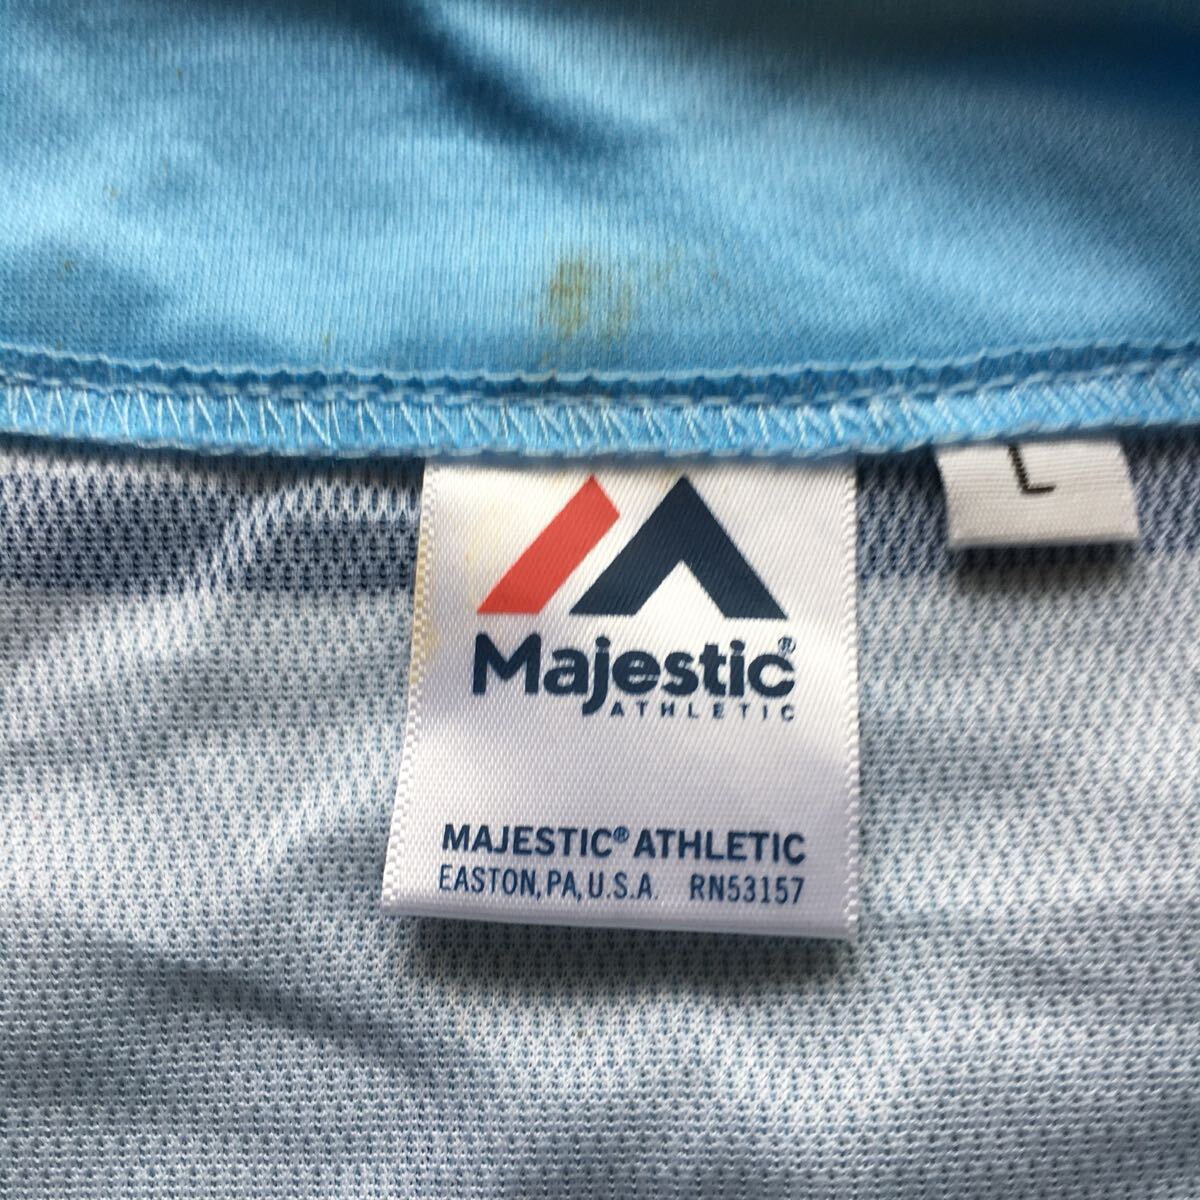 L
Majestic®
ATHLETIC
MAJESTIC® ATHLETIC
EASTON, PA, U.S.A. RN53157